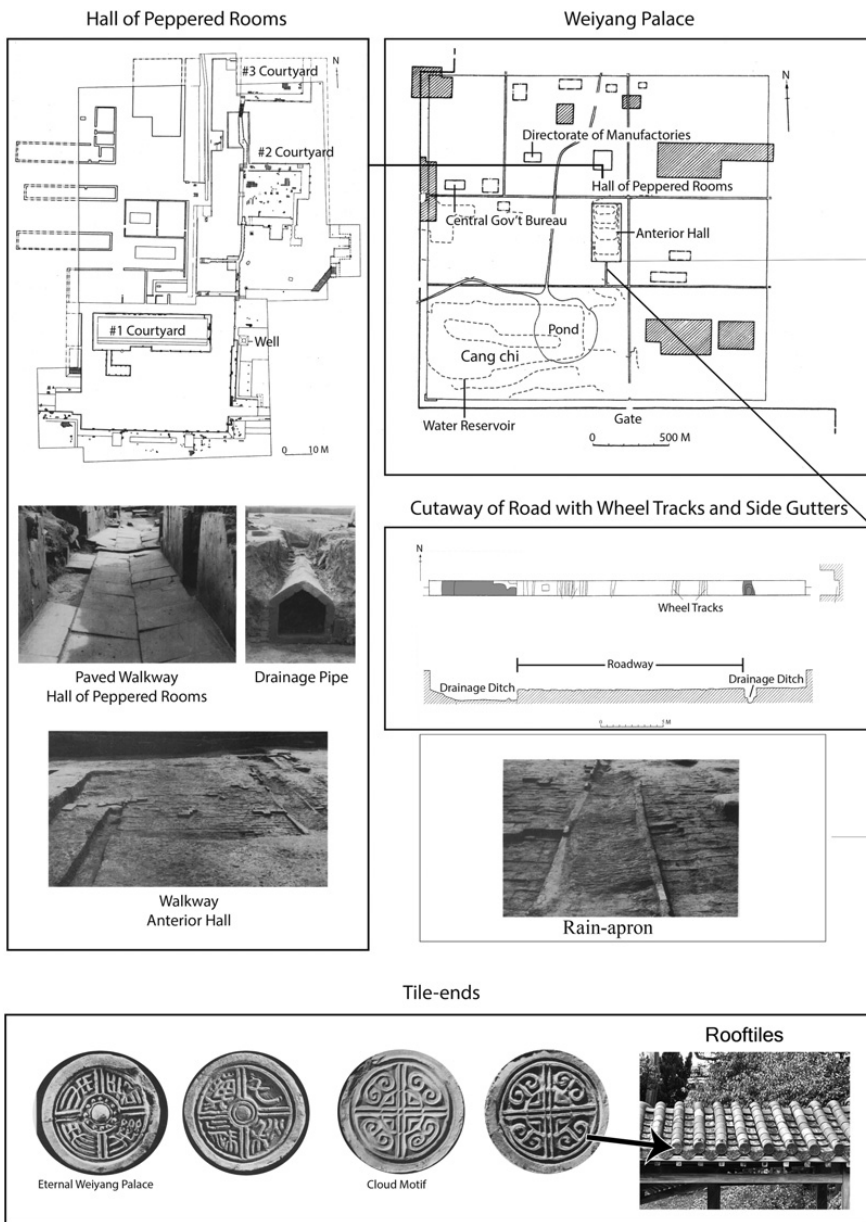 Hall of Peppered Rooms
#3 Courtyard
N
#2 Courtyard
#1 Courtyard
Well
0 10 M
Paved Walkway
Hall of Peppered Rooms
Drainage Pipe
Walkway
Anterior Hall
Weiyang Palace
N
Directorate of Manufactories
Hall of Peppered Rooms
Central Gov't Bureau
Anterior Hall
Pond
Cang chi
Water Reservoir
Gate
0 500 M
Cutaway of Road with Wheel Tracks and Side Gutters
N
Wheel Tracks
Roadway
Drainage Ditch
Drainage Ditch
0 1 M
Rain-apron
Tile-ends
Rooftiles
Eternal Weiyang Palace
Cloud Motif